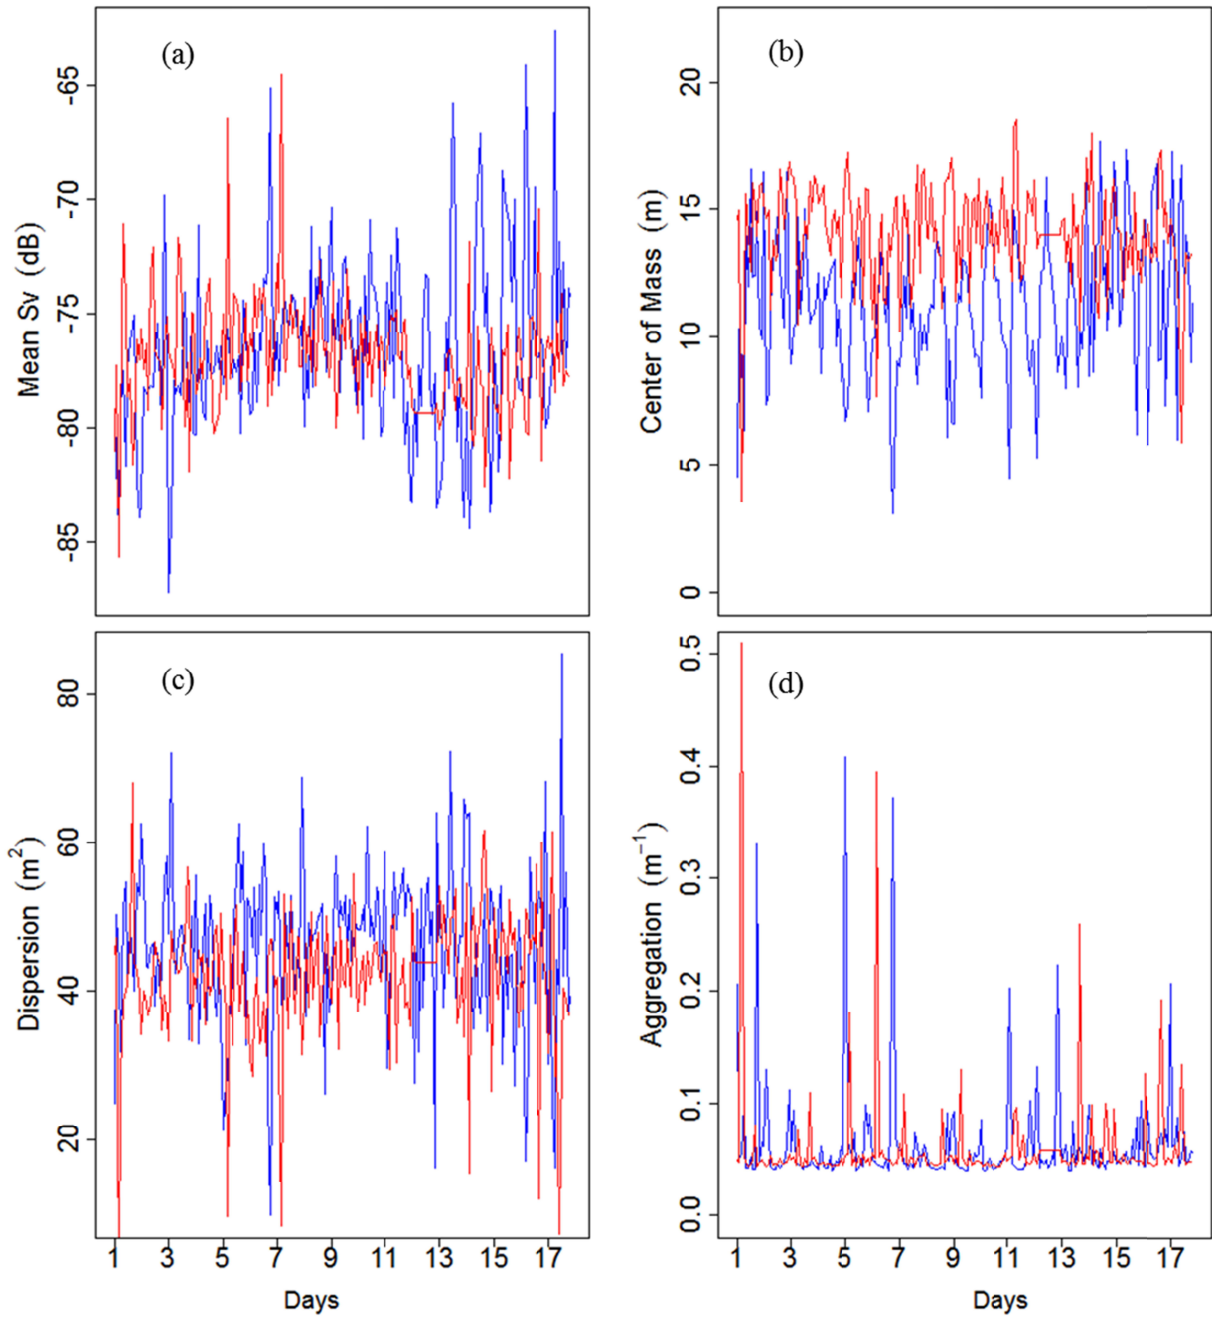 (a)
-65
-70
-75
-80
-85
Mean Sv (dB)
(b)
20
15
10
5
0
Center of Mass (m)
(c)
80
60
40
20
Dispersion (m²)
1 3 5 7 9 11 13 15 17
Days
(d)
0.5
0.4
0.3
0.2
0.1
0.0
Aggregation (m⁻¹)
1 3 5 7 9 11 13 15 17
Days